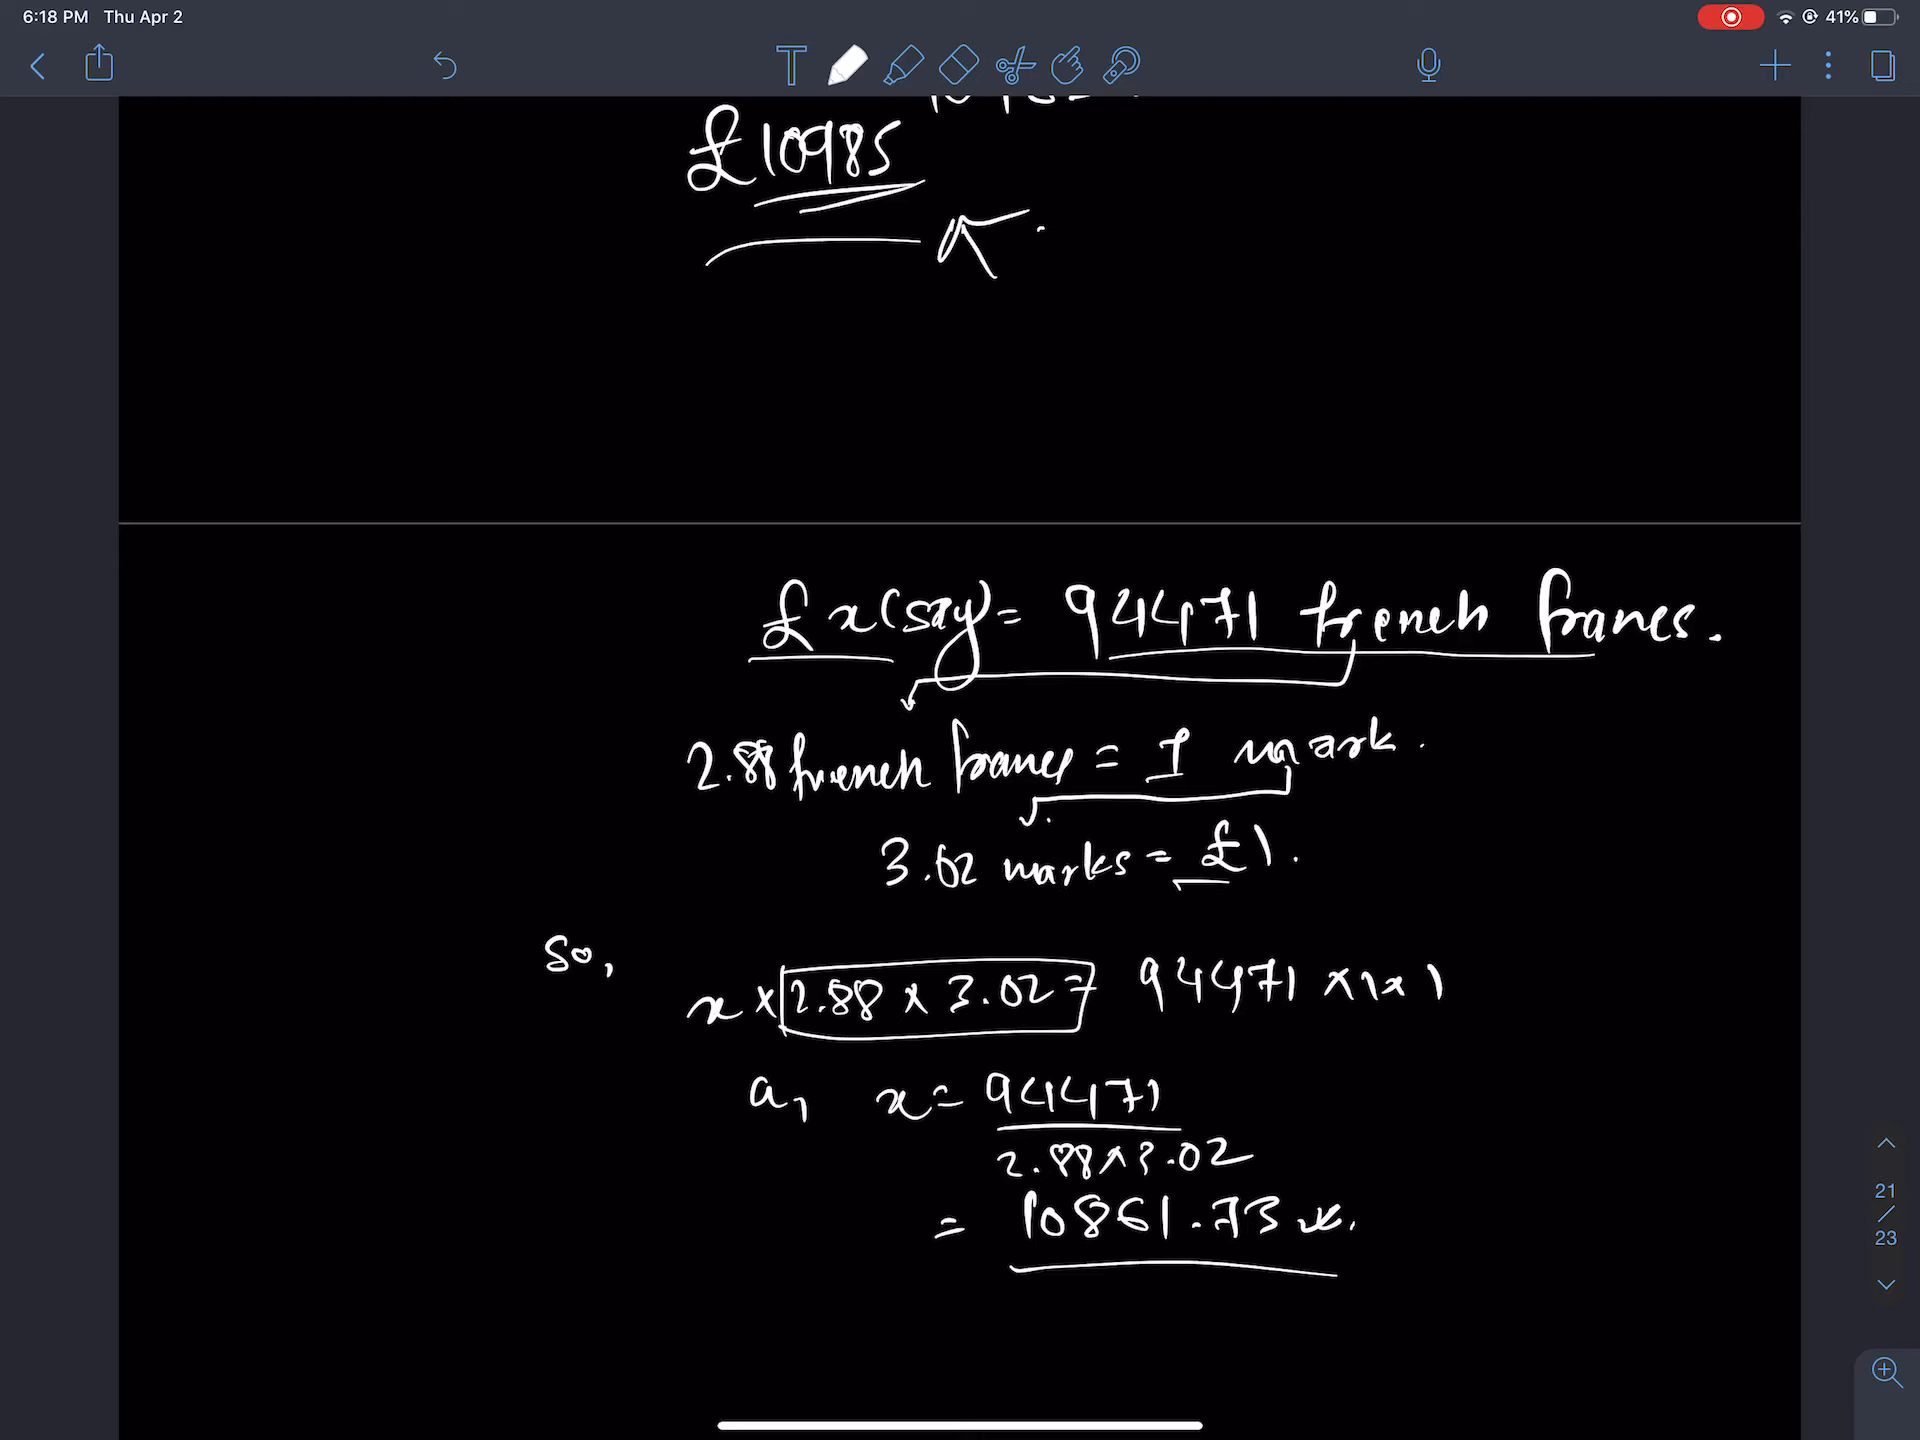 6:18 PM Thu Apr 2
41%
£10985
£x(say)= 94471 french francs.
2.88 french francs = 1 mark.
3.02 marks = £1.
So,
x × 2.88 × 3.02 = 94471 ×1×1
a, x = 94471
2.88×3.02
= 10861.73
21
/
23